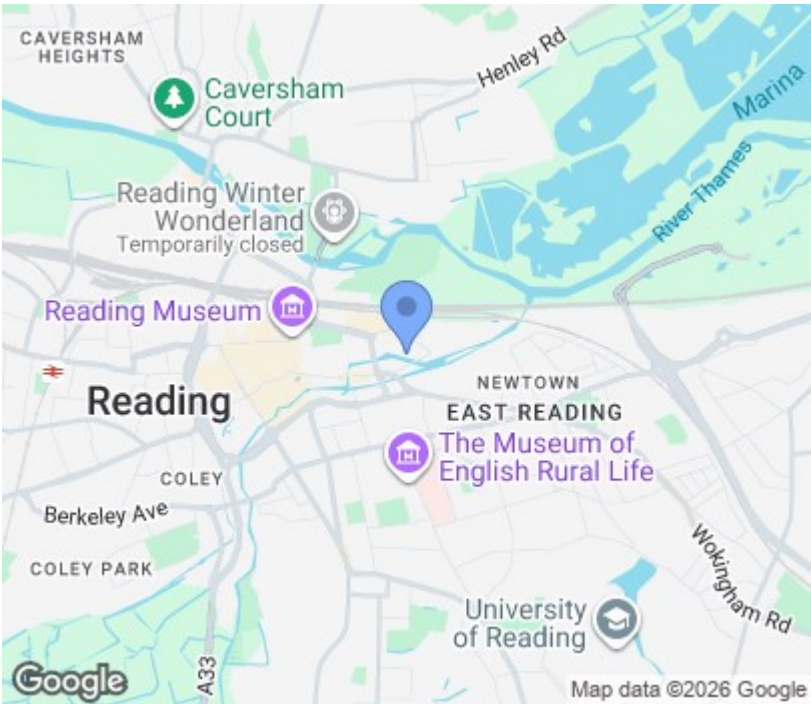 CAVERSHAM
HEIGHTS
Henley Rd
Caversham
Court
Marina
Reading Winter
Wonderland
Temporarily closed
River Thames
Reading Museum
Reading
NEWTOWN
EAST READING
The Museum of
English Rural Life
COLEY
Berkeley Ave
COLEY PARK
Wokingham Rd
University
of Reading
A33
Google
Map data ©2026 Google